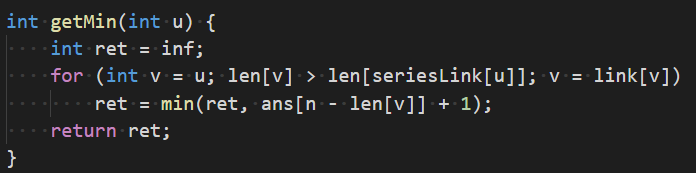 int getMin(int u) {
    int ret = inf;
    for (int v = u; len[v] > len[seriesLink[u]]; v = link[v])
        ret = min(ret, ans[n - len[v]] + 1);
    return ret;
}